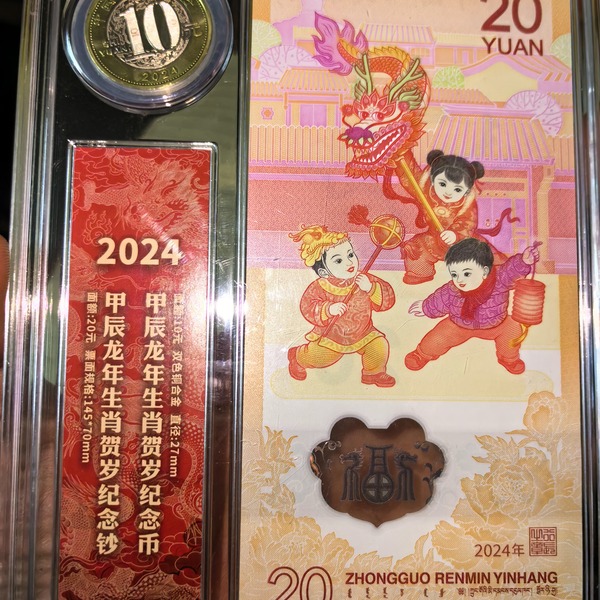 10
2024
20
YUAN
2024
面额:10元 双色铜合金 直径:27mm
甲辰龙年生肖贺岁纪念币
面额:20元 票面规格:145*70mm
甲辰龙年生肖贺岁纪念钞
福
2024年
20
ZHONGGUO RENMIN YINHANG